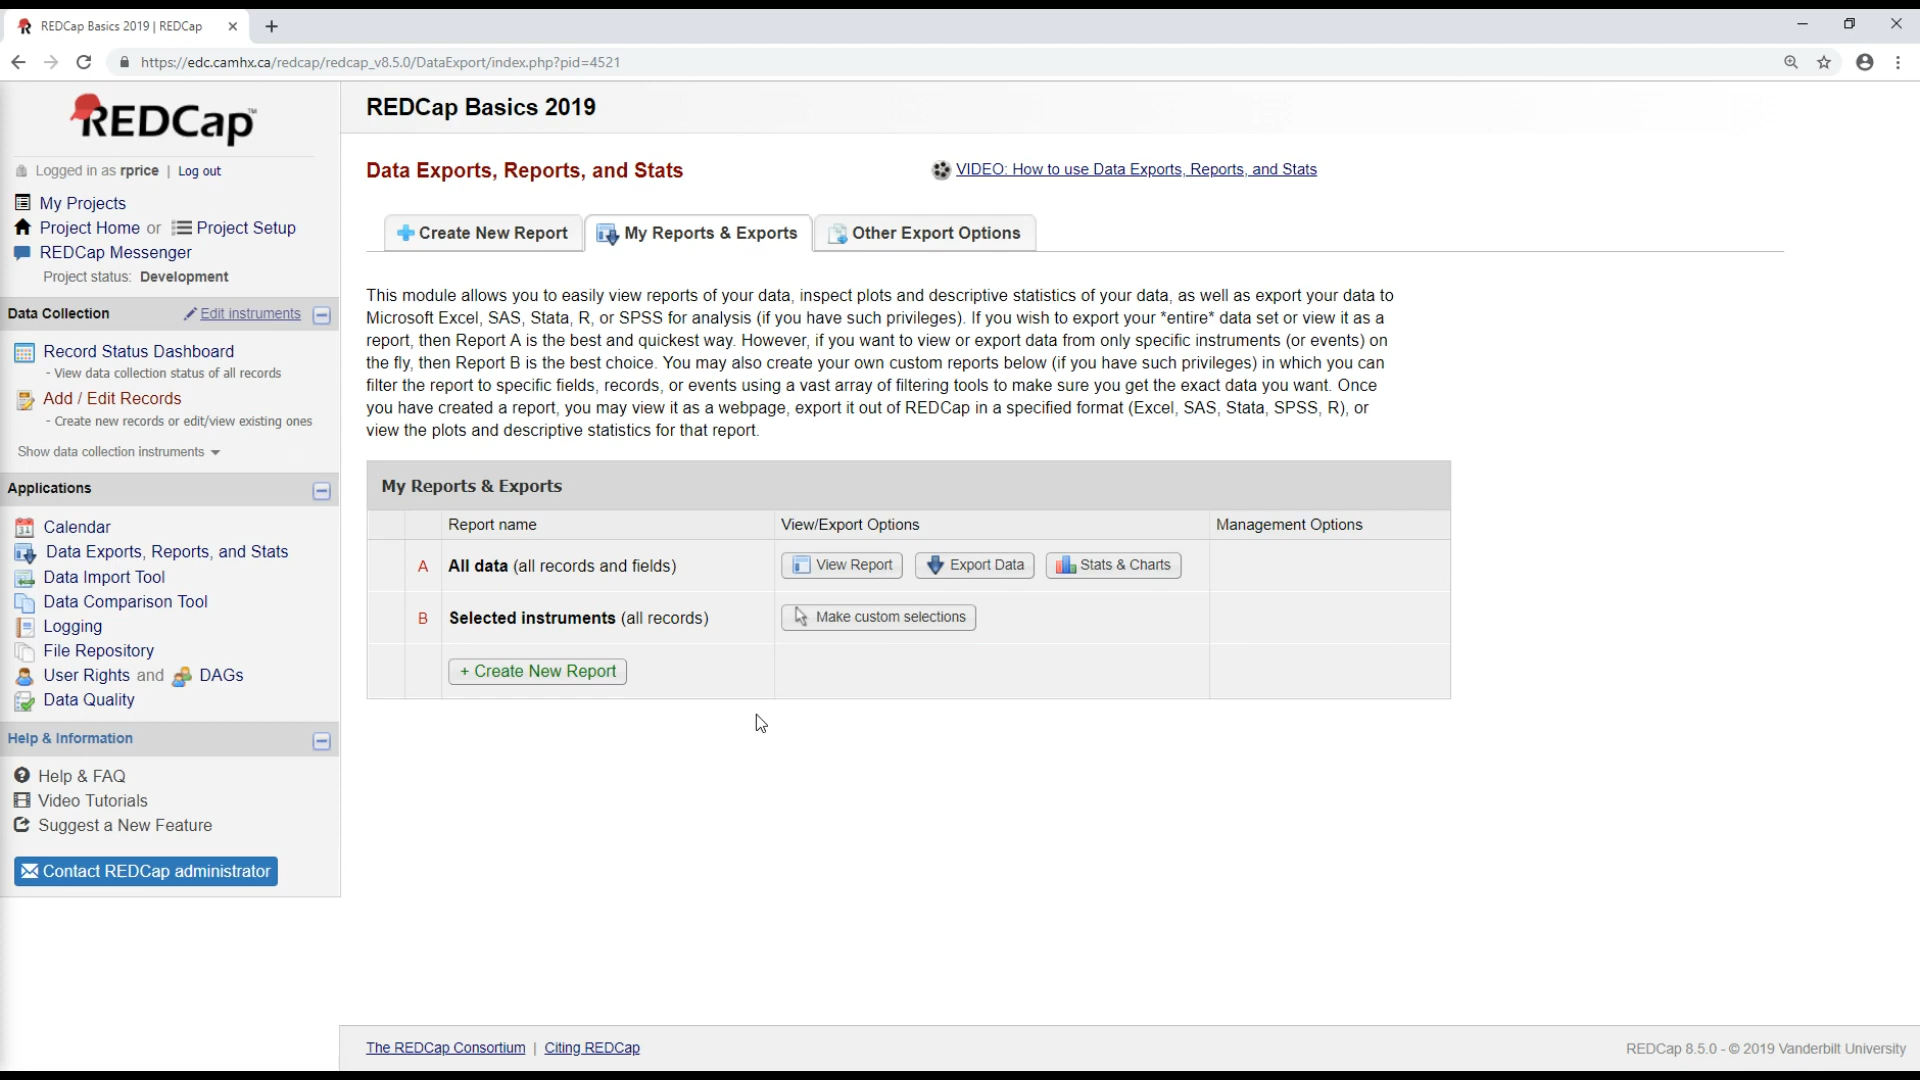 REDCap Basics 2019 | REDCap
https://edc.camhx.ca/redcap/redcap_v8.5.0/DataExport/index.php?pid=4521
REDCap™
Logged in as rprice | Log out
My Projects
Project Home or Project Setup
REDCap Messenger
Project status: Development
Data Collection Edit instruments
Record Status Dashboard
- View data collection status of all records
Add / Edit Records
- Create new records or edit/view existing ones
Show data collection instruments
Applications
31 Calendar
Data Exports, Reports, and Stats
Data Import Tool
Data Comparison Tool
Logging
File Repository
User Rights and DAGs
Data Quality
Help & Information
Help & FAQ
Video Tutorials
Suggest a New Feature
Contact REDCap administrator
REDCap Basics 2019
Data Exports, Reports, and Stats VIDEO: How to use Data Exports, Reports, and Stats
Create New Report My Reports & Exports Other Export Options
This module allows you to easily view reports of your data, inspect plots and descriptive statistics of your data, as well as export your data to
Microsoft Excel, SAS, Stata, R, or SPSS for analysis (if you have such privileges). If you wish to export your *entire* data set or view it as a
report, then Report A is the best and quickest way. However, if you want to view or export data from only specific instruments (or events) on
the fly, then Report B is the best choice. You may also create your own custom reports below (if you have such privileges) in which you can
filter the report to specific fields, records, or events using a vast array of filtering tools to make sure you get the exact data you want. Once
you have created a report, you may view it as a webpage, export it out of REDCap in a specified format (Excel, SAS, Stata, SPSS, R), or
view the plots and descriptive statistics for that report.
My Reports & Exports
Report name View/Export Options Management Options
A All data (all records and fields) View Report Export Data Stats & Charts
B Selected instruments (all records) Make custom selections
+ Create New Report
The REDCap Consortium | Citing REDCap REDCap 8.5.0 - © 2019 Vanderbilt University